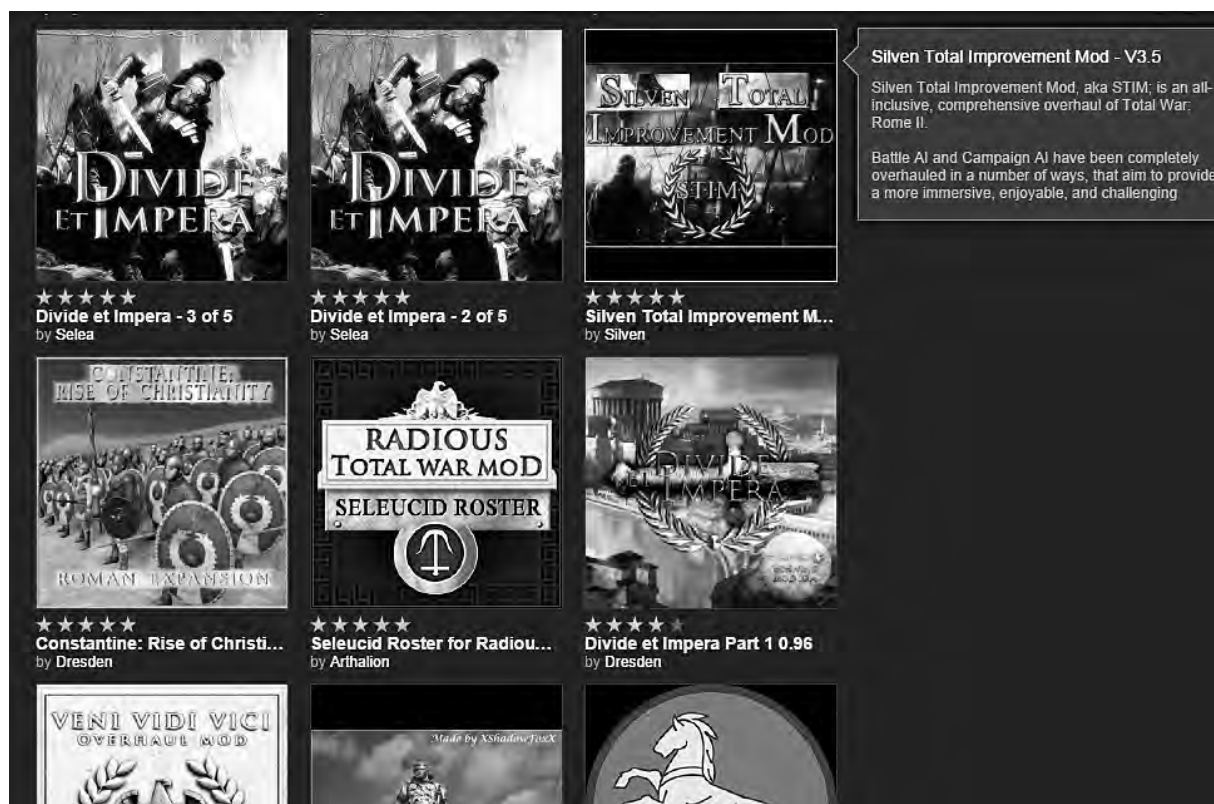 DIVIDE
ET IMPERA
★★★★★
Divide et Impera - 3 of 5
by Selea
DIVIDE
ET IMPERA
★★★★★
Divide et Impera - 2 of 5
by Selea
SILVEN TOTAL
IMPROVEMENT MOD
STIM
★★★★★
Silven Total Improvement M...
by Silven
Silven Total Improvement Mod - V3.5
Silven Total Improvement Mod, aka STIM; is an all-
inclusive, comprehensive overhaul of Total War:
Rome II.
Battle AI and Campaign AI have been completely
overhauled in a number of ways, that aim to provide
a more immersive, enjoyable, and challenging
CONSTANTINE:
RISE OF CHRISTIANITY
ROMAN EXPANSION
★★★★★
Constantine: Rise of Christi...
by Dresden
RADIOUS
TOTAL WAR MOD
SELEUCID ROSTER
★★★★★
Seleucid Roster for Radiou...
by Arthalion
DIVIDE
ET IMPERA
★★★★★
Divide et Impera Part 1 0.96
by Dresden
VENI VIDI VICI
OVERHAUL MOD
Made by XShadowFoxX